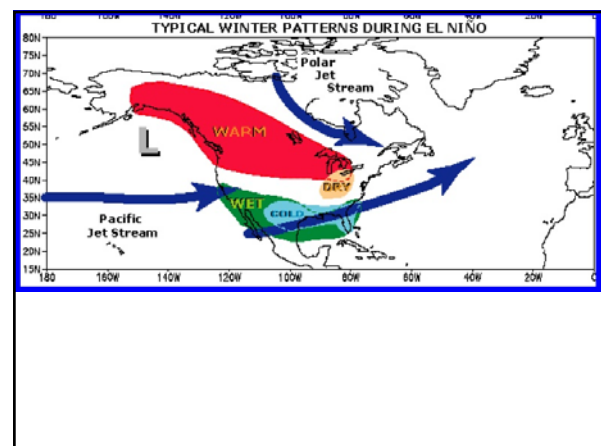 TYPICAL WINTER PATTERNS DURING EL NIÑO
80N
75N
70N
65N
60N
55N
50N
45N
40N
35N
30N
25N
20N
15N
Polar
Jet
Stream
WARM
L
DRY
WET
COLD
Pacific
Jet Stream
180 160W 140W 120W 100W 80W 60W 40W 20W 0